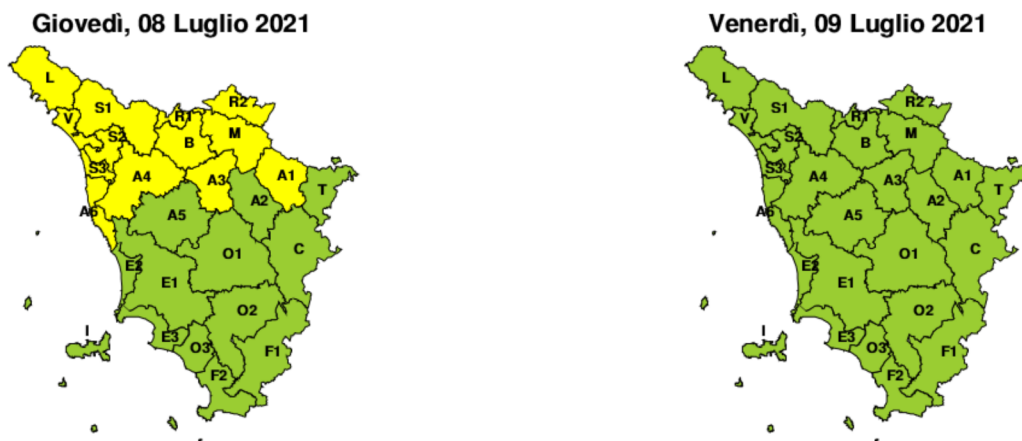 Giovedì, 08 Luglio 2021
L
S1
R2
V
R1
S2
B
M
S3
A4
A3
A1
T
A6
A5
A2
O1
C
E2
E1
O2
I
E3
O3
F1
F2
Venerdì, 09 Luglio 2021
L
S1
R2
V
R1
S2
B
M
S3
A4
A3
A1
T
A6
A5
A2
O1
C
E2
E1
O2
I
E3
O3
F1
F2